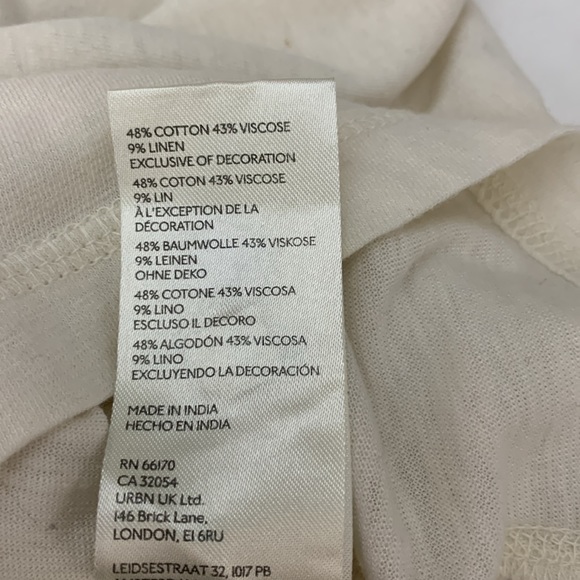 48% COTTON 43% VISCOSE
9% LINEN
EXCLUSIVE OF DECORATION
48% COTON 43% VISCOSE
9% LIN
À L'EXCEPTION DE LA
DÉCORATION
48% BAUMWOLLE 43% VISKOSE
9% LEINEN
OHNE DEKO
48% COTONE 43% VISCOSA
9% LINO
ESCLUSO IL DECORO
48% ALGODÓN 43% VISCOSA
9% LINO
EXCLUYENDO LA DECORACIÓN
MADE IN INDIA
HECHO EN INDIA
RN 66170
CA 32054
URBN UK Ltd.
146 Brick Lane,
LONDON, E1 6RU
LEIDSESTRAAT 32, 1017 PB